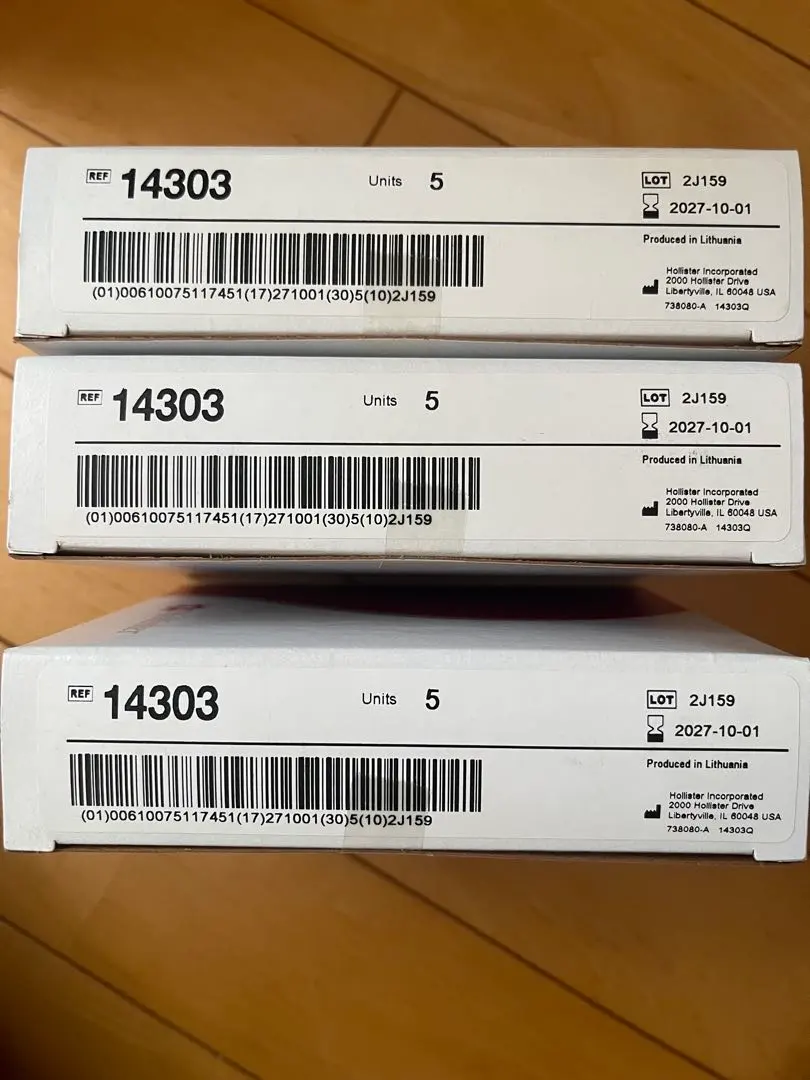 REF 14303 Units 5 LOT 2J159
2027-10-01
Produced in Lithuania
(01)00610075117451(17)271001(30)5(10)2J159
Hollister Incorporated
2000 Hollister Drive
Libertyville, IL 60048 USA
738080-A 14303Q
REF 14303 Units 5 LOT 2J159
2027-10-01
Produced in Lithuania
(01)00610075117451(17)271001(30)5(10)2J159
Hollister Incorporated
2000 Hollister Drive
Libertyville, IL 60048 USA
738080-A 14303Q
REF 14303 Units 5 LOT 2J159
2027-10-01
Produced in Lithuania
(01)00610075117451(17)271001(30)5(10)2J159
Hollister Incorporated
2000 Hollister Drive
Libertyville, IL 60048 USA
738080-A 14303Q